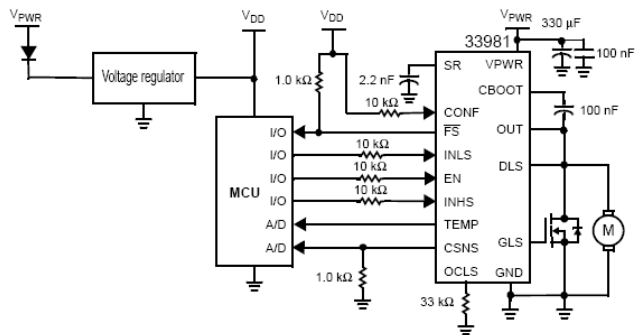 VPWR
VDD
VDD
VPWR
330 µF
33981
100 nF
Voltage regulator
1.0 kΩ
2.2 nF
SR
VPWR
CBOOT
10 kΩ
CONF
100 nF
I/O
FS
OUT
I/O
10 kΩ
INLS
DLS
I/O
10 kΩ
EN
MCU
I/O
10 kΩ
INHS
A/D
TEMP
M
A/D
CSNS
GLS
1.0 kΩ
OCLS
GND
33 kΩ